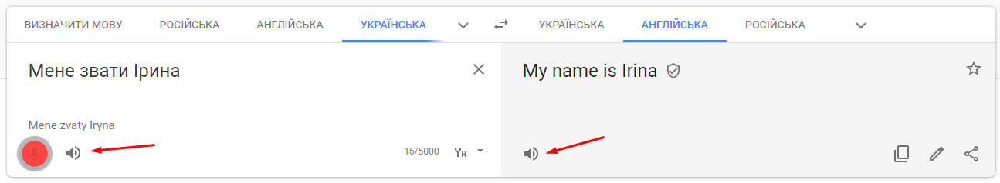 ВИЗНАЧИТИ МОВУ РОСІЙСЬКА АНГЛІЙСЬКА УКРАЇНСЬКА УКРАЇНСЬКА АНГЛІЙСЬКА РОСІЙСЬКА
Мене звати Ірина
My name is Irina
Mene zvaty Iryna
16/5000